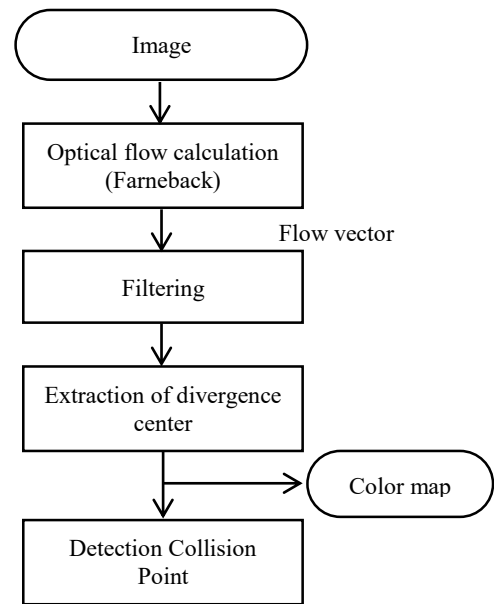 Image
Optical flow calculation
(Farneback)
Flow vector
Filtering
Extraction of divergence
center
Color map
Detection Collision
Point